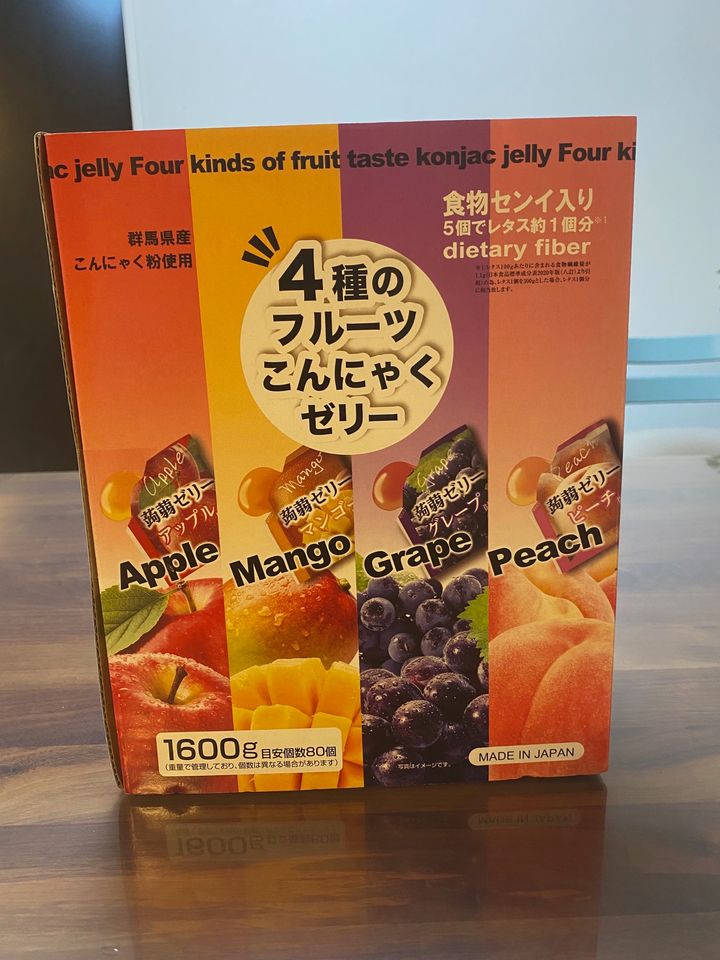 ac jelly Four kinds of fruit taste konjac jelly Four ki
群馬県産
こんにゃく粉使用
食物センイ入り
5個でレタス約1個分※1
dietary fiber
4種の
フルーツ
こんにゃく
ゼリー
Apple
蒟蒻ゼリー
アップル
Mango
蒟蒻ゼリー
マンゴー
Grape
蒟蒻ゼリー
グレープ
Peach
蒟蒻ゼリー
ピーチ
Apple
Mango
Grape
Peach
1600g 目安個数80個
(重量で管理しており、個数は異なる場合があります)
写真はイメージです。
MADE IN JAPAN